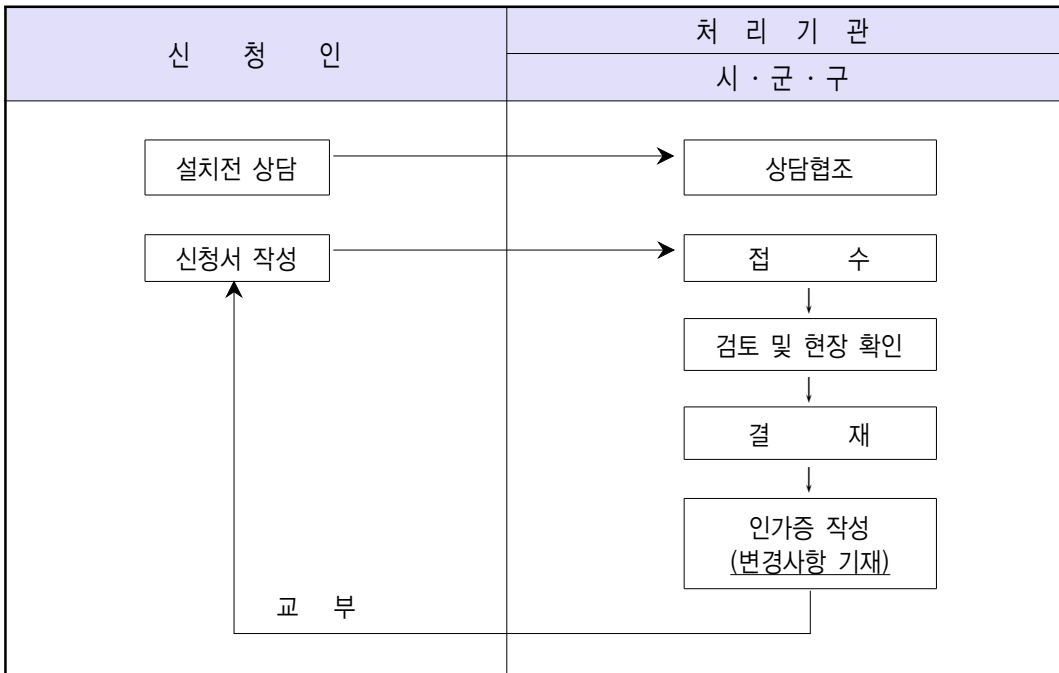 신 청 인
처 리 기 관
시 · 군 · 구
설치전 상담
상담협조
신청서 작성
접 수
검토 및 현장 확인
결 재
인가증 작성
(변경사항 기재)
교 부